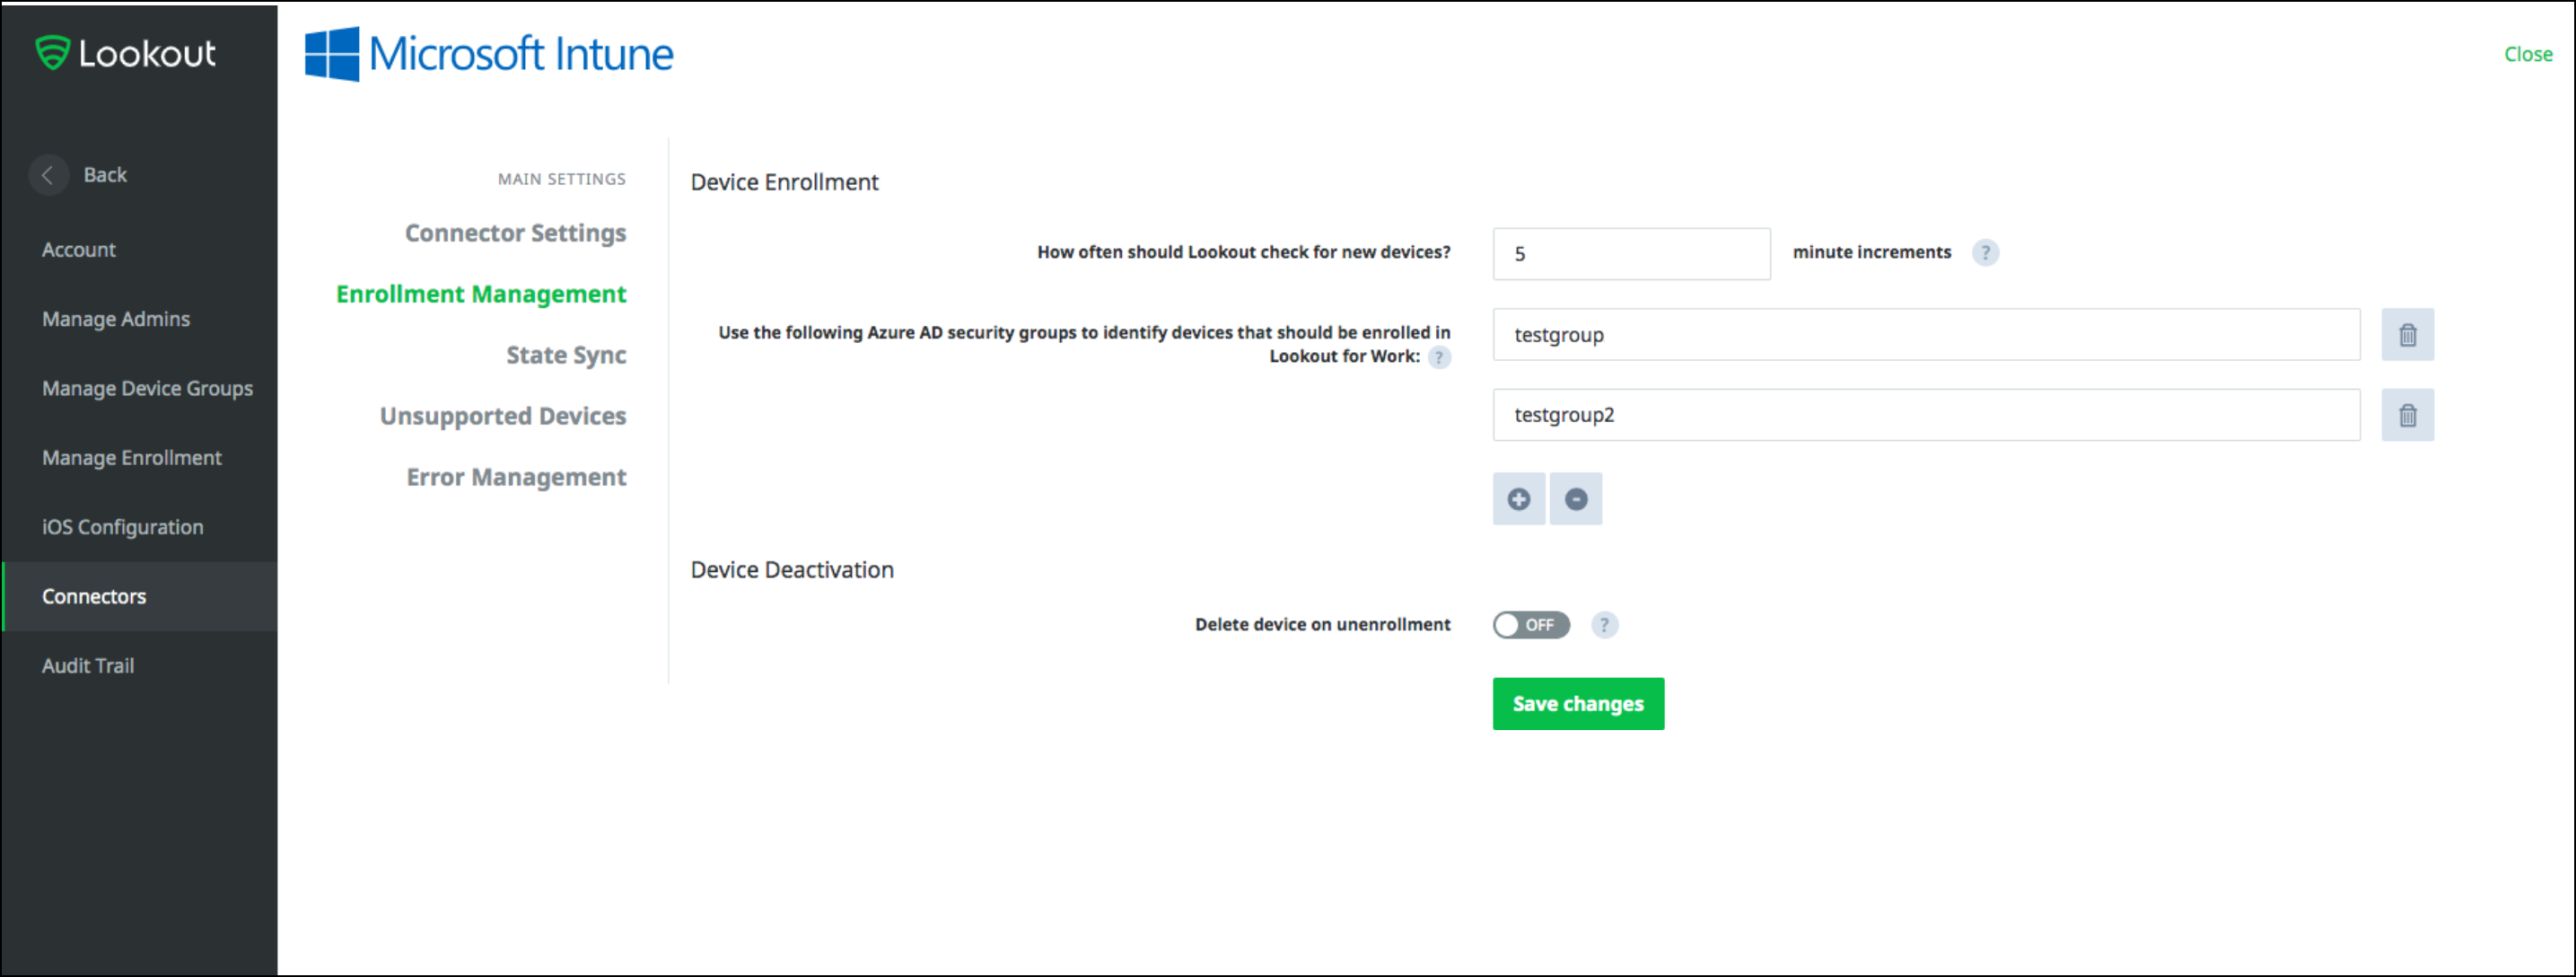 Lookout
Microsoft Intune
Close
Back
Account
Manage Admins
Manage Device Groups
Manage Enrollment
iOS Configuration
Connectors
Audit Trail
MAIN SETTINGS
Connector Settings
Enrollment Management
State Sync
Unsupported Devices
Error Management
Device Enrollment
How often should Lookout check for new devices? 5 minute increments ?
Use the following Azure AD security groups to identify devices that should be enrolled in
Lookout for Work: ?
testgroup
testgroup2
Device Deactivation
Delete device on unenrollment OFF ?
Save changes